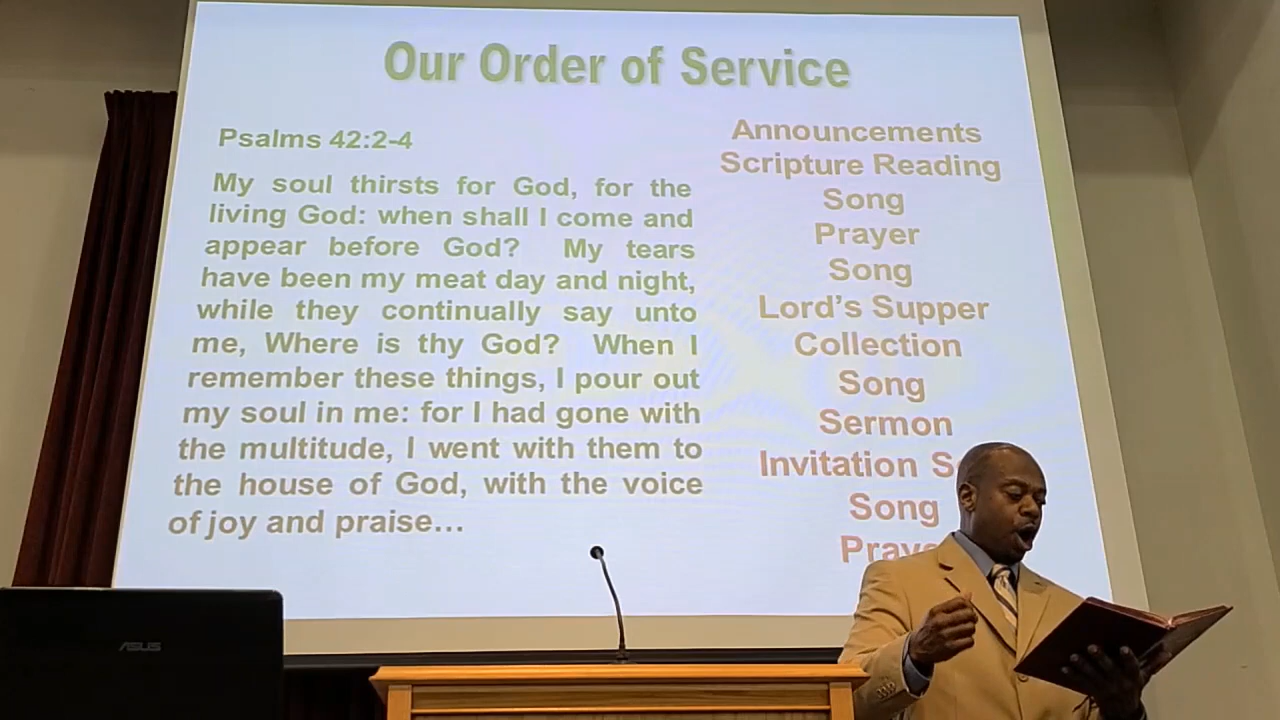 Our Order of Service
Psalms 42:2-4
My soul thirsts for God, for the
living God: when shall I come and
appear before God? My tears
have been my meat day and night,
while they continually say unto
me, Where is thy God? When I
remember these things, I pour out
my soul in me: for I had gone with
the multitude, I went with them to
the house of God, with the voice
of joy and praise…
Announcements
Scripture Reading
Song
Prayer
Song
Lord's Supper
Collection
Song
Sermon
Invitation
Song
ASUS